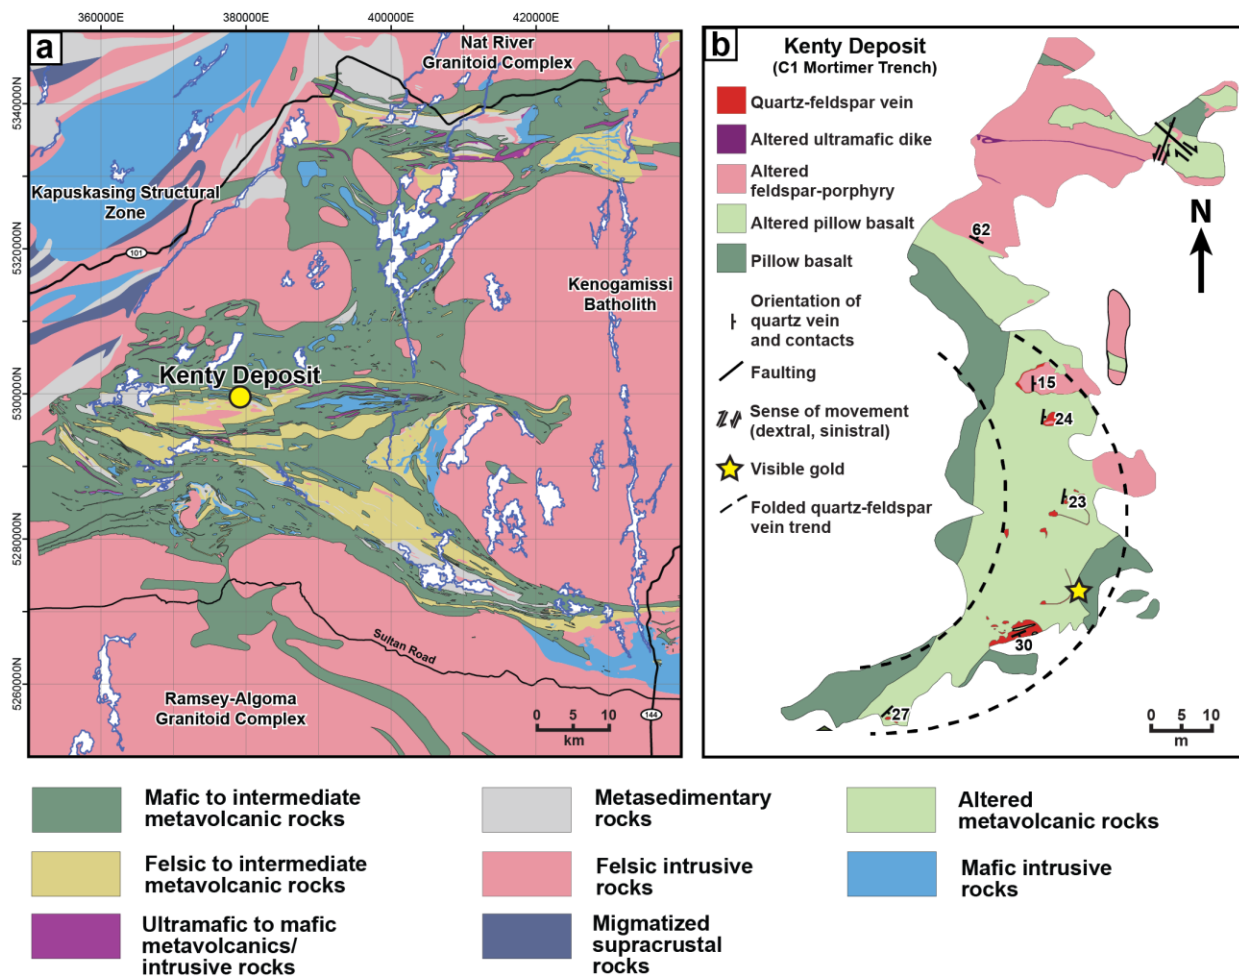 360000E
380000E
400000E
420000E
a
Nat River
Granitoid Complex
5340000N
Kapuskasing Structural
Zone
101
5320000N
Kenogamissi
Batholith
Kenty Deposit
5300000N
5280000N
Sultan Road
5260000N
Ramsey-Algoma
Granitoid Complex
144
0 5 10
km
b
Kenty Deposit
(C1 Mortimer Trench)
Quartz-feldspar vein
Altered ultramafic dike
Altered
feldspar-porphyry
Altered pillow basalt
Pillow basalt
Orientation of
quartz vein
and contacts
Faulting
Sense of movement
(dextral, sinistral)
Visible gold
Folded quartz-feldspar
vein trend
N
62
15
24
23
30
27
0 5 10
m
Mafic to intermediate
metavolcanic rocks
Felsic to intermediate
metavolcanic rocks
Ultramafic to mafic
metavolcanics/
intrusive rocks
Metasedimentary
rocks
Felsic intrusive
rocks
Migmatized
supracrustal
rocks
Altered
metavolcanic rocks
Mafic intrusive
rocks